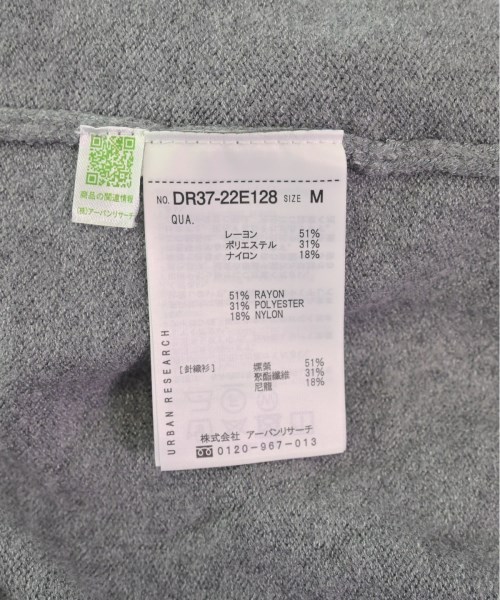 商品の関連情報
(株)アーバンリサーチ
NO. DR37-22E128 SIZE M
QUA.
レーヨン 51%
ポリエステル 31%
ナイロン 18%
51% RAYON
31% POLYESTER
18% NYLON
[針織衫] 嫘縈 51%
聚酯纖維 31%
尼龍 18%
URBAN RESEARCH
株式会社 アーバンリサーチ
0120-967-013